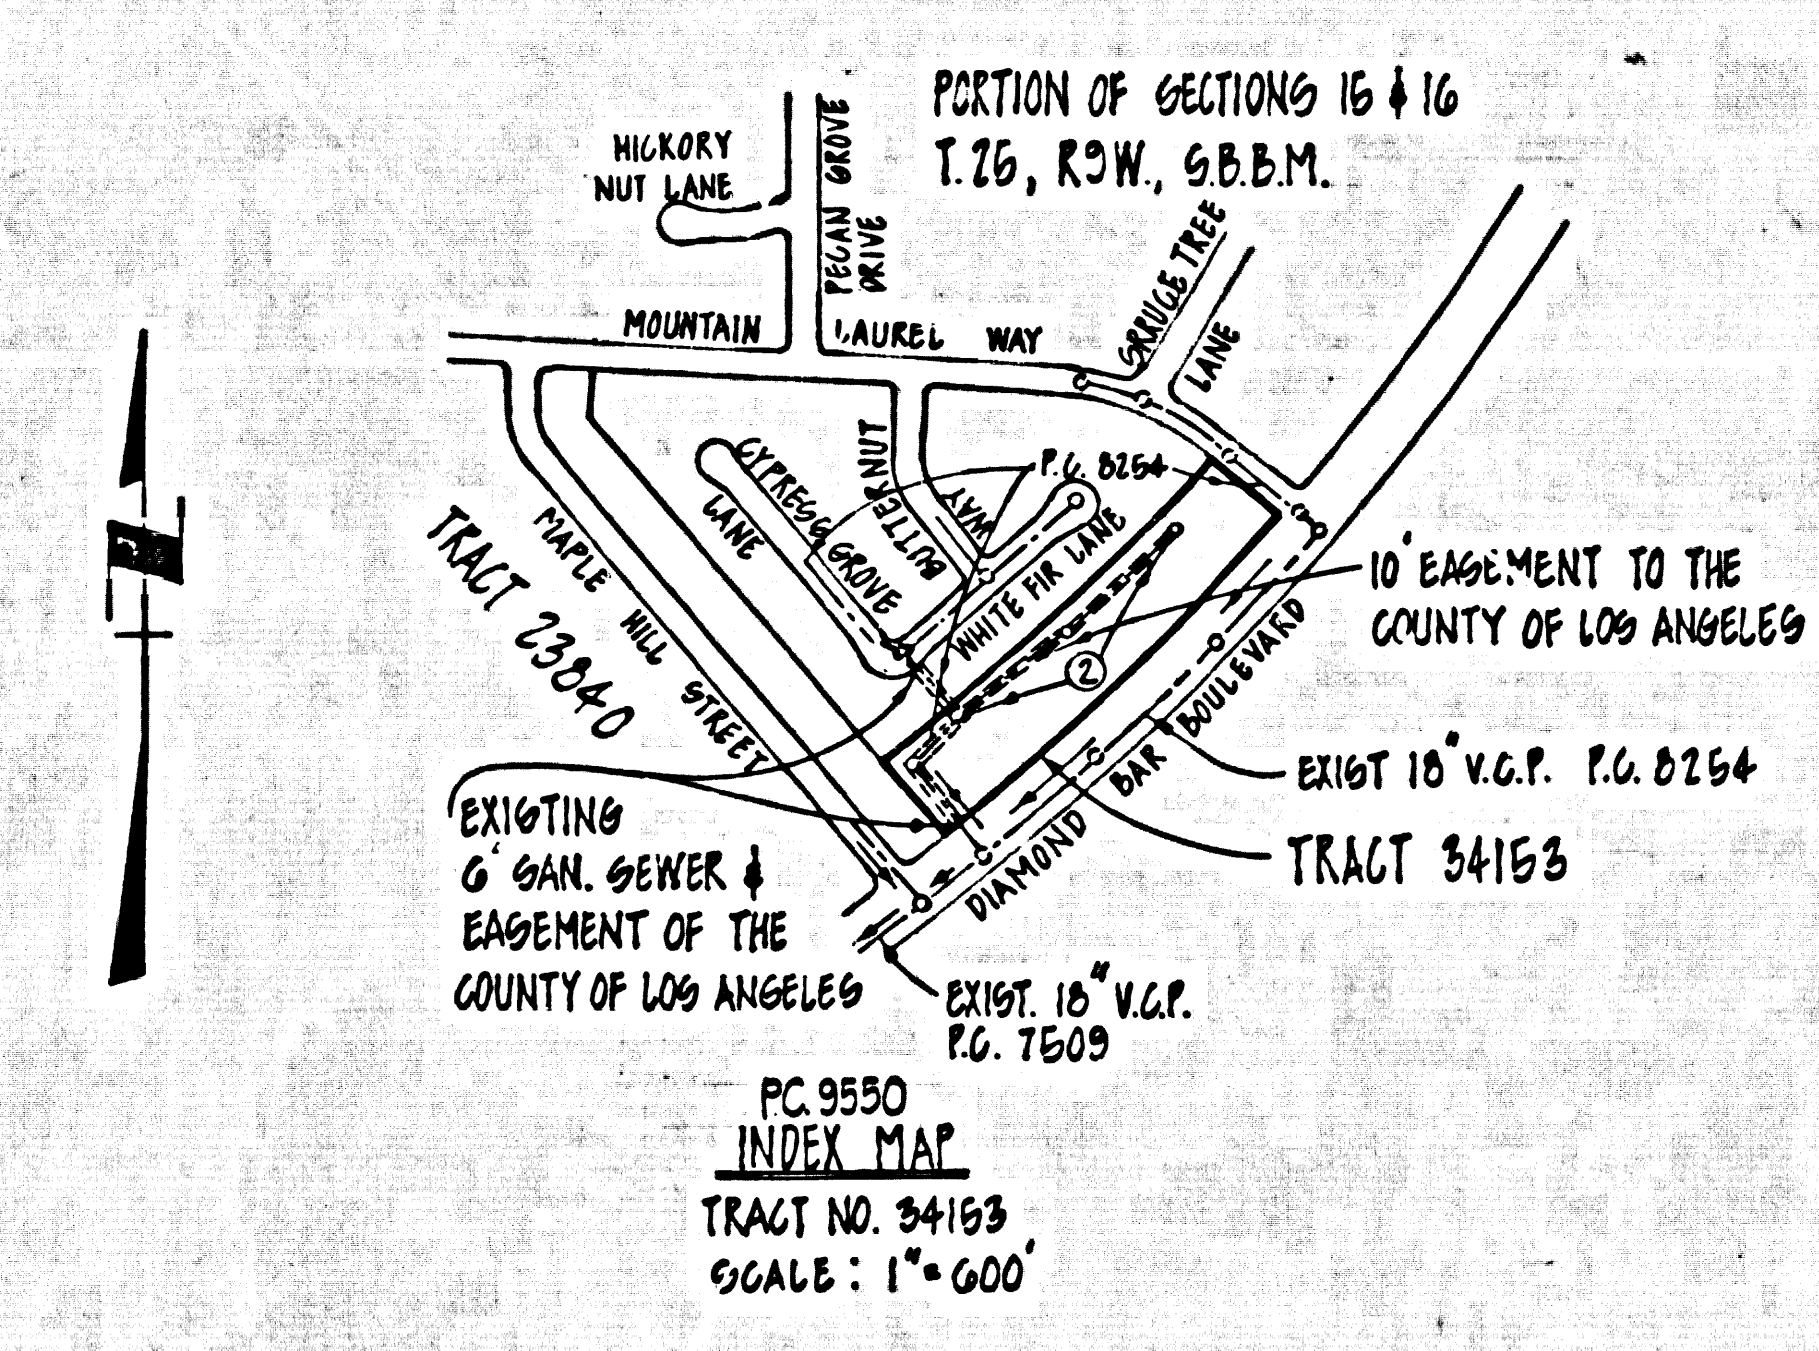 PORTION OF SECTIONS 15 & 16
T.2S, R9W., S.B.B.M.
HICKORY
NUT LANE
PECAN GROVE
DRIVE
MOUNTAIN LAUREL WAY
SPRUCE TREE
LANE
CYPRESS GROVE
LANE
BUTTERNUT
WAY
P.C. 8254
WHITE FIR LANE
MAPLE HILL STREET
TRACT 23840
10' EASEMENT TO THE
COUNTY OF LOS ANGELES
2
DIAMOND BAR BOULEVARD
EXIST 18" V.C.P. P.C. 8254
TRACT 34153
EXISTING
6' SAN. SEWER &
EASEMENT OF THE
COUNTY OF LOS ANGELES
EXIST. 18" V.C.P.
P.C. 7509
P.C. 9550
INDEX MAP
TRACT NO. 34153
SCALE: 1"=600'